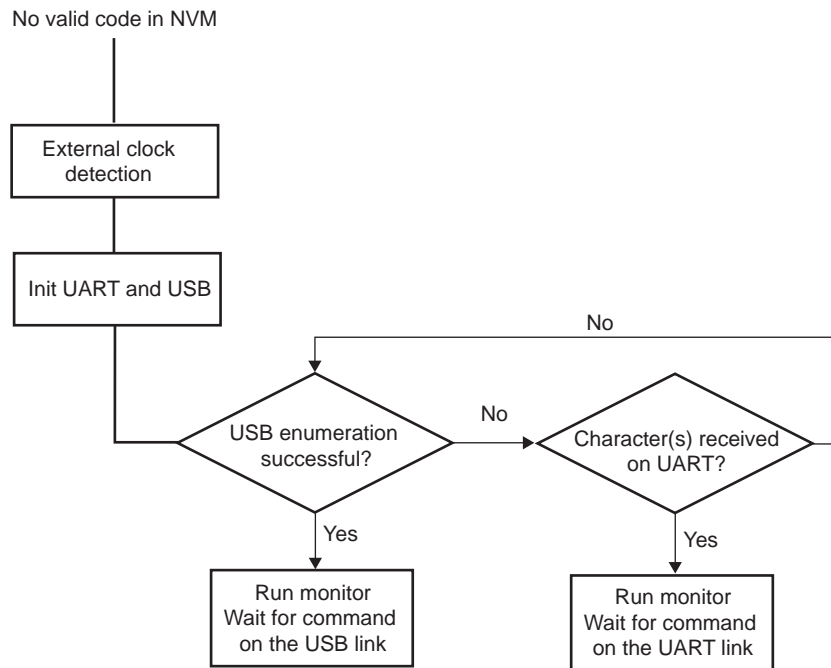 No valid code in NVM
External clock
detection
Init UART and USB
No
USB enumeration
successful?
No
Character(s) received
on UART?
Yes
Yes
Run monitor
Wait for command
on the USB link
Run monitor
Wait for command
on the UART link